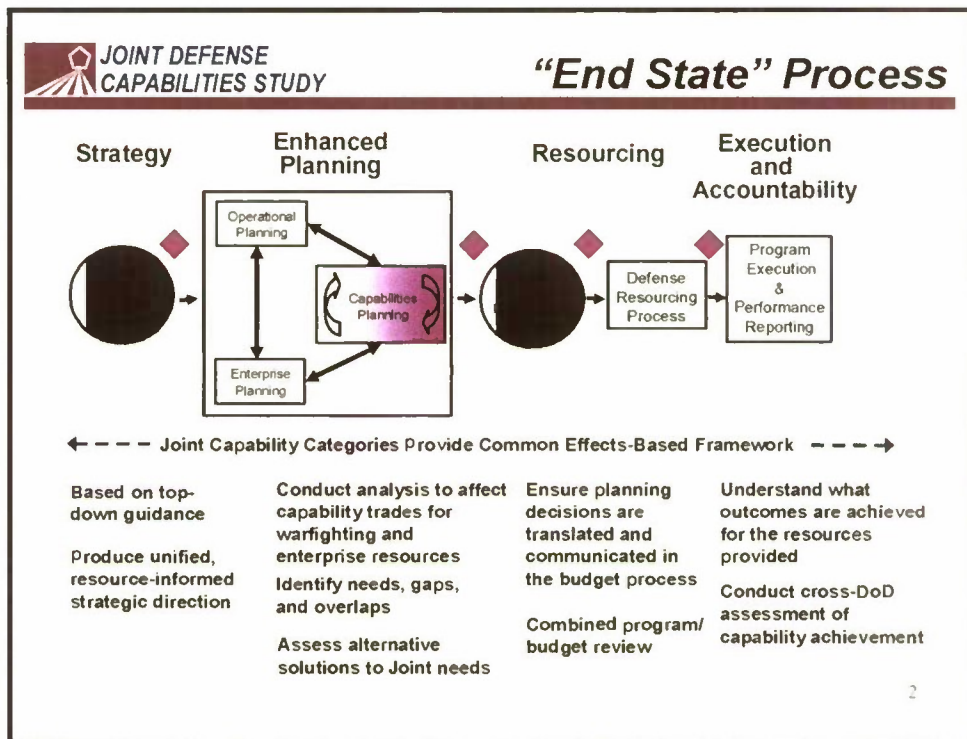 JOINT DEFENSE
CAPABILITIES STUDY
“End State” Process
Strategy
Enhanced
Planning
Resourcing
Execution
and
Accountability
Operational
Planning
Capabilities
Planning
Enterprise
Planning
Defense
Resourcing
Process
Program
Execution
&
Performance
Reporting
Joint Capability Categories Provide Common Effects-Based Framework
Based on top-
down guidance
Produce unified,
resource-informed
strategic direction
Conduct analysis to affect
capability trades for
warfighting and
enterprise resources
Identify needs, gaps,
and overlaps
Assess alternative
solutions to Joint needs
Ensure planning
decisions are
translated and
communicated in
the budget process
Combined program/
budget review
Understand what
outcomes are achieved
for the resources
provided
Conduct cross-DoD
assessment of
capability achievement
2